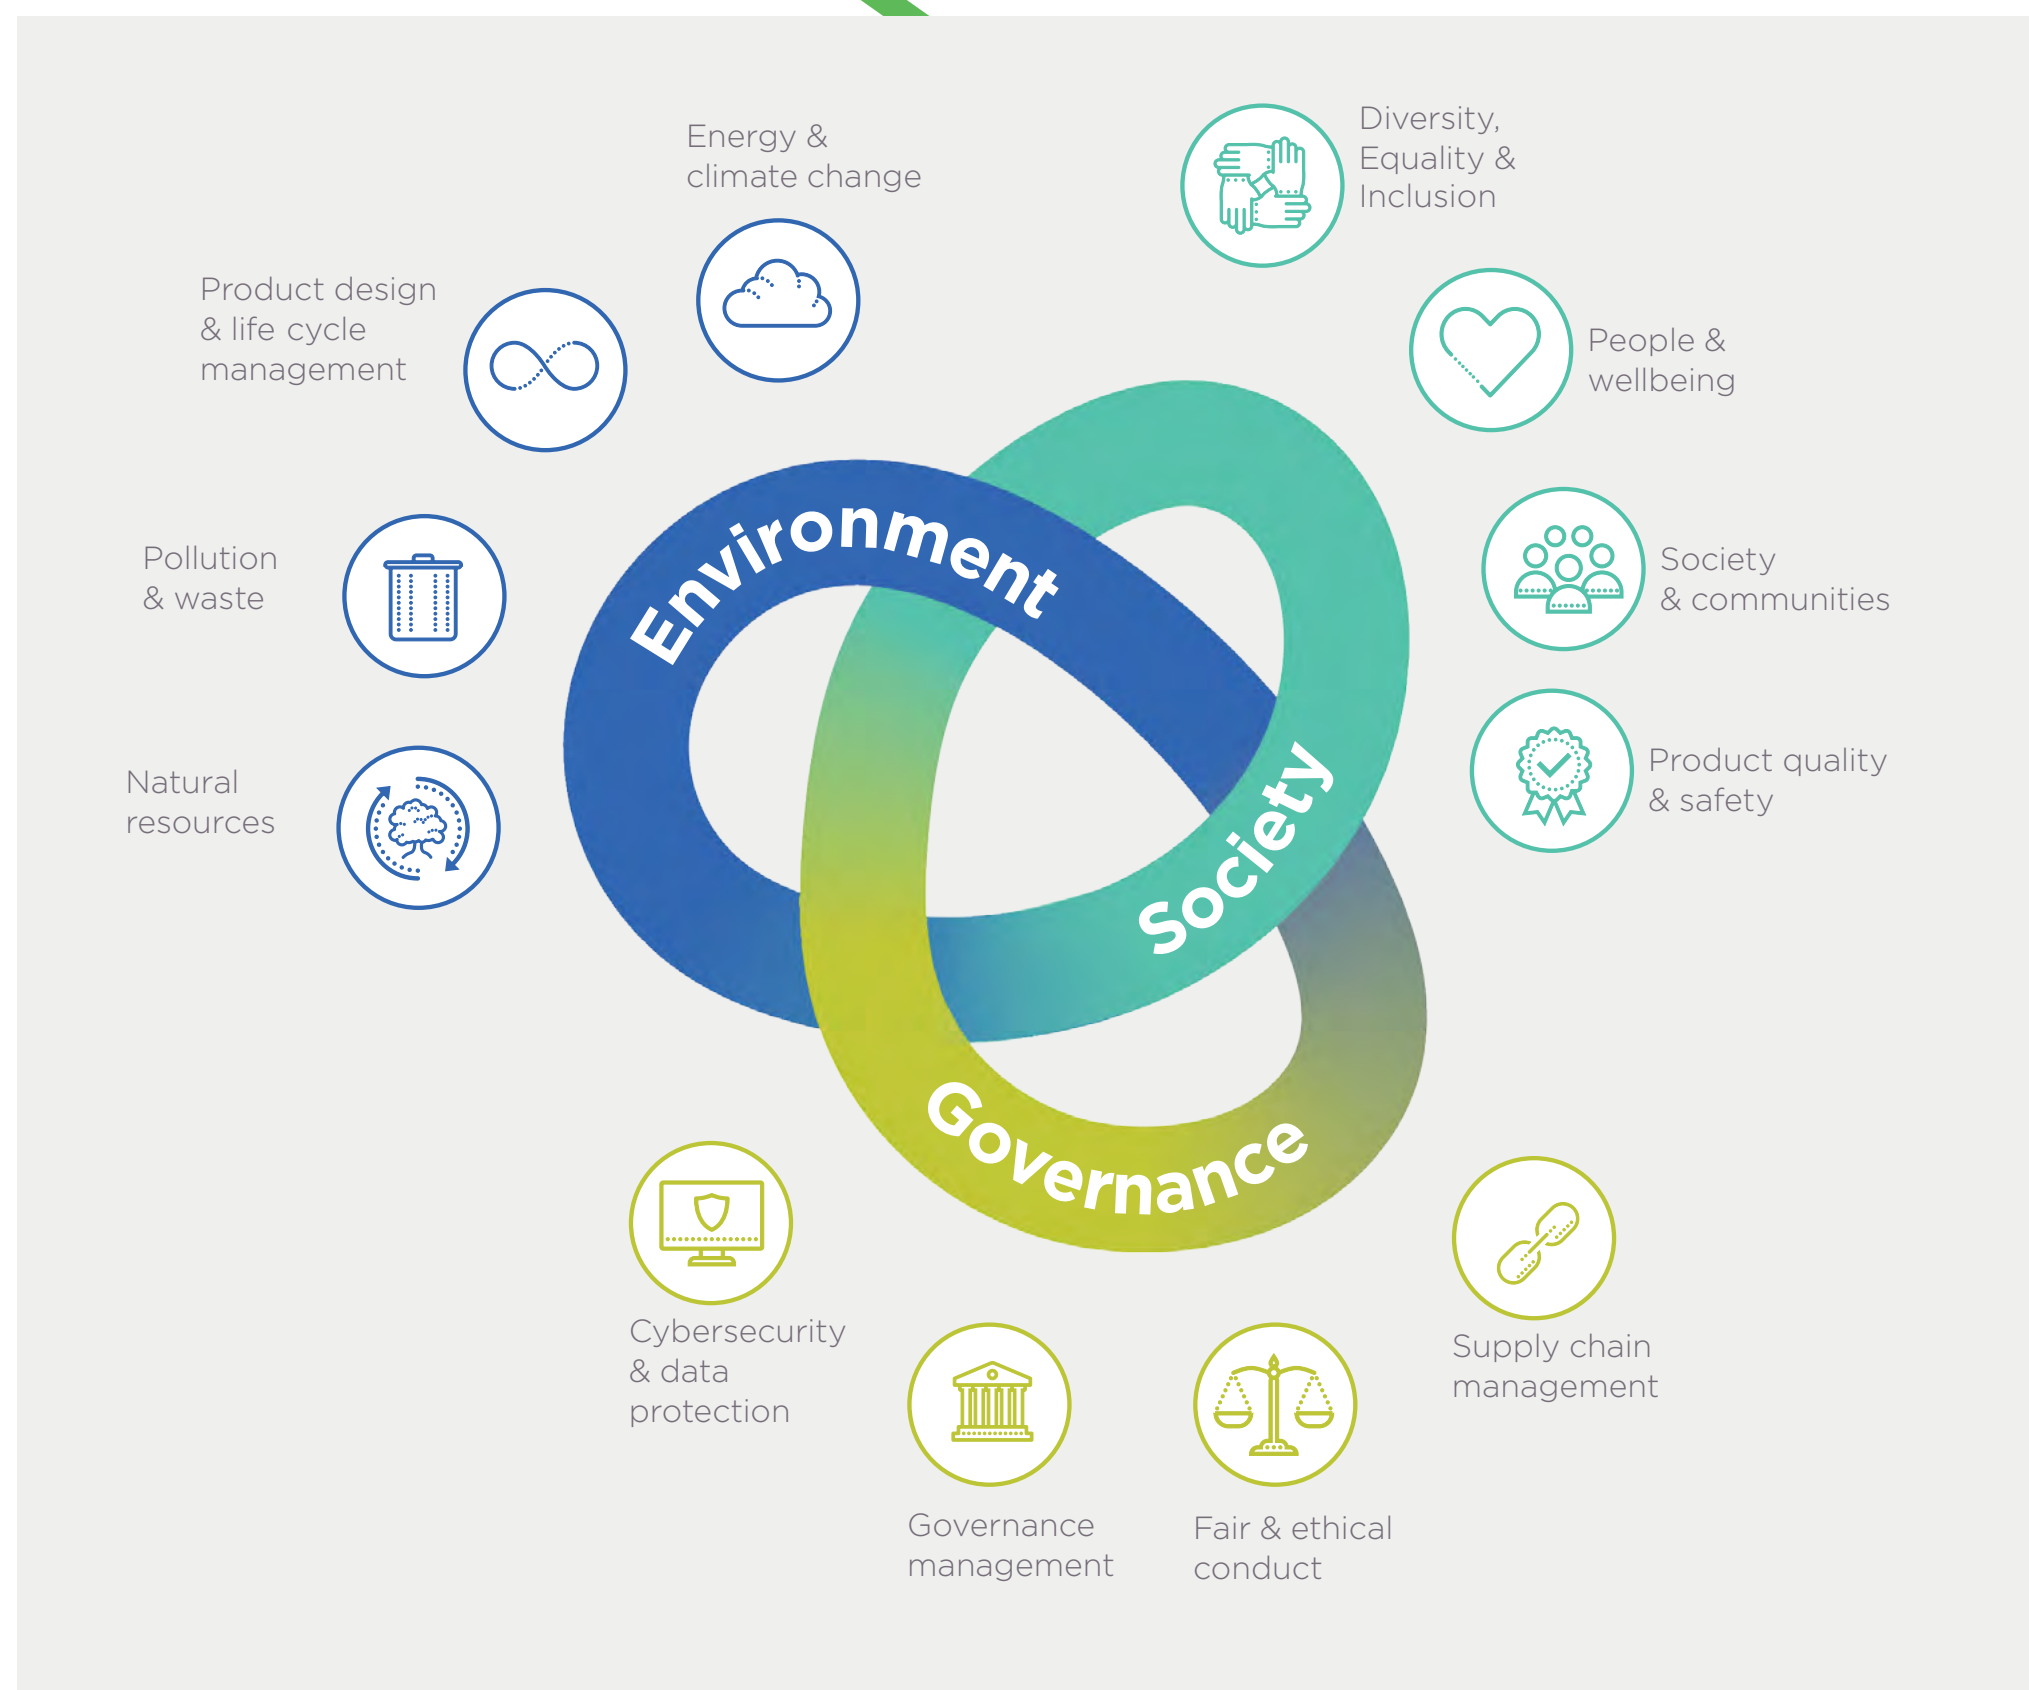 Energy &
climate change
Diversity,
Equality &
Inclusion
Product design
& life cycle
management
People &
wellbeing
Pollution
& waste
Society
& communities
Natural
resources
Product quality
& safety
Environment
Society
Governance
Cybersecurity
& data
protection
Governance
management
Fair & ethical
conduct
Supply chain
management